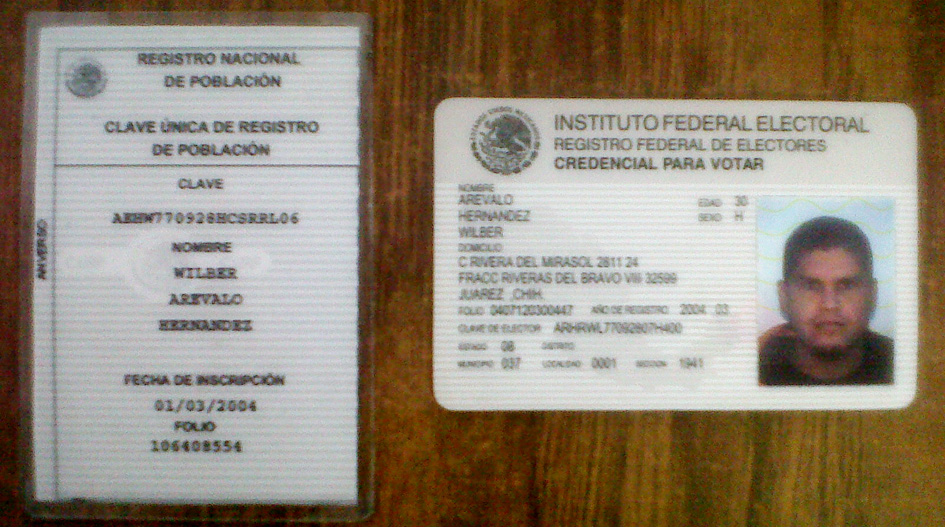 REGISTRO NACIONAL
DE POBLACIÓN
CLAVE ÚNICA DE REGISTRO
DE POBLACIÓN
CLAVE
AEHW770928HCSRRL06
NOMBRE
WILBER
AREVALO
HERNANDEZ
FECHA DE INSCRIPCIÓN
01/03/2004
FOLIO
106408554
ANVERSO
INSTITUTO FEDERAL ELECTORAL
REGISTRO FEDERAL DE ELECTORES
CREDENCIAL PARA VOTAR
NOMBRE
AREVALO
HERNANDEZ
WILBER
EDAD 30
SEXO H
DOMICILIO
C RIVERA DEL MIRASOL 2811 24
FRACC RIVERAS DEL BRAVO VIII 32599
JUAREZ ,CHIH.
FOLIO 0407120300447 AÑO DE REGISTRO 2004 03
CLAVE DE ELECTOR ARHRWL77092807H400
ESTADO 08 DISTRITO
MUNICIPIO 037 LOCALIDAD 0001 SECCION 1941